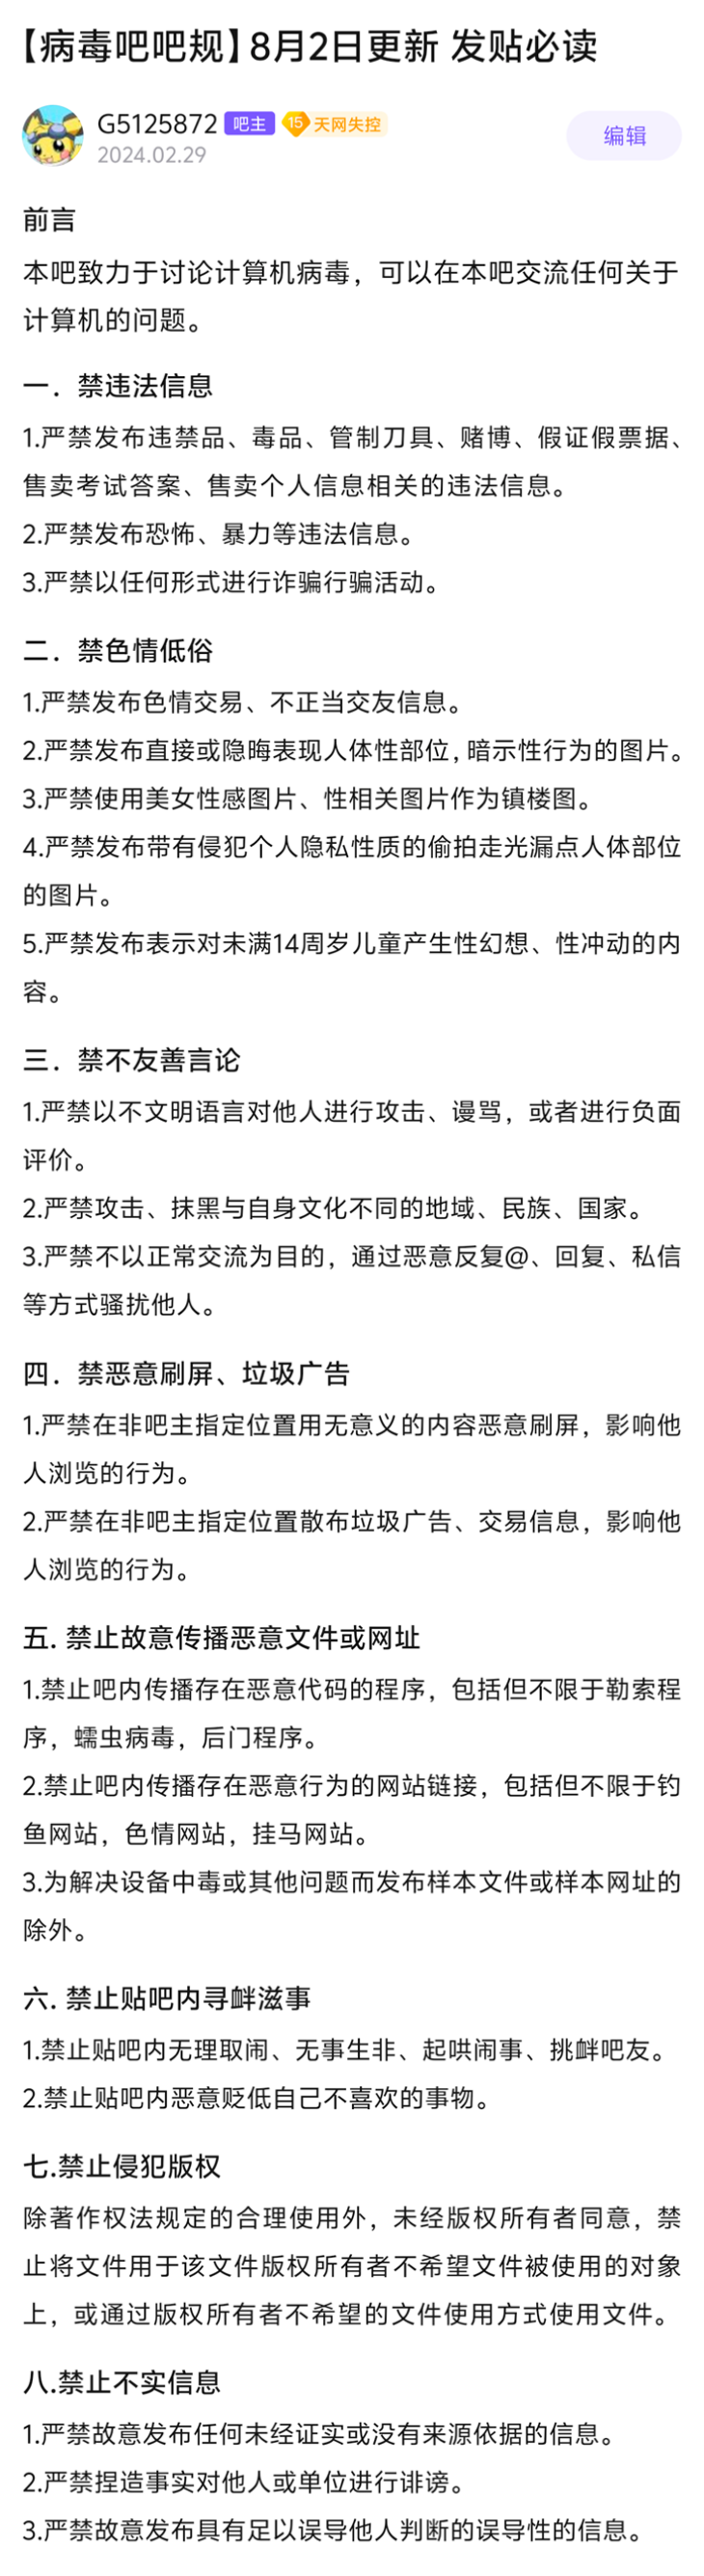 【病毒吧吧规】8月2日更新 发贴必读
G5125872 吧主 15 天网失控
2024.02.29
编辑
前言
本吧致力于讨论计算机病毒，可以在本吧交流任何关于
计算机的问题。
一．禁违法信息
1.严禁发布违禁品、毒品、管制刀具、赌博、假证假票据、
售卖考试答案、售卖个人信息相关的违法信息。
2.严禁发布恐怖、暴力等违法信息。
3.严禁以任何形式进行诈骗行骗活动。
二．禁色情低俗
1.严禁发布色情交易、不正当交友信息。
2.严禁发布直接或隐晦表现人体性部位，暗示性行为的图片。
3.严禁使用美女性感图片、性相关图片作为镇楼图。
4.严禁发布带有侵犯个人隐私性质的偷拍走光漏点人体部位
的图片。
5.严禁发布表示对未满14周岁儿童产生性幻想、性冲动的内
容。
三．禁不友善言论
1.严禁以不文明语言对他人进行攻击、谩骂，或者进行负面
评价。
2.严禁攻击、抹黑与自身文化不同的地域、民族、国家。
3.严禁不以正常交流为目的，通过恶意反复@、回复、私信
等方式骚扰他人。
四．禁恶意刷屏、垃圾广告
1.严禁在非吧主指定位置用无意义的内容恶意刷屏，影响他
人浏览的行为。
2.严禁在非吧主指定位置散布垃圾广告、交易信息，影响他
人浏览的行为。
五. 禁止故意传播恶意文件或网址
1.禁止吧内传播存在恶意代码的程序，包括但不限于勒索程
序，蠕虫病毒，后门程序。
2.禁止吧内传播存在恶意行为的网站链接，包括但不限于钓
鱼网站，色情网站，挂马网站。
3.为解决设备中毒或其他问题而发布样本文件或样本网址的
除外。
六. 禁止贴吧内寻衅滋事
1.禁止贴吧内无理取闹、无事生非、起哄闹事、挑衅吧友。
2.禁止贴吧内恶意贬低自己不喜欢的事物。
七.禁止侵犯版权
除著作权法规定的合理使用外，未经版权所有者同意，禁
止将文件用于该文件版权所有者不希望文件被使用的对象
上，或通过版权所有者不希望的文件使用方式使用文件。
八.禁止不实信息
1.严禁故意发布任何未经证实或没有来源依据的信息。
2.严禁捏造事实对他人或单位进行诽谤。
3.严禁故意发布具有足以误导他人判断的误导性的信息。